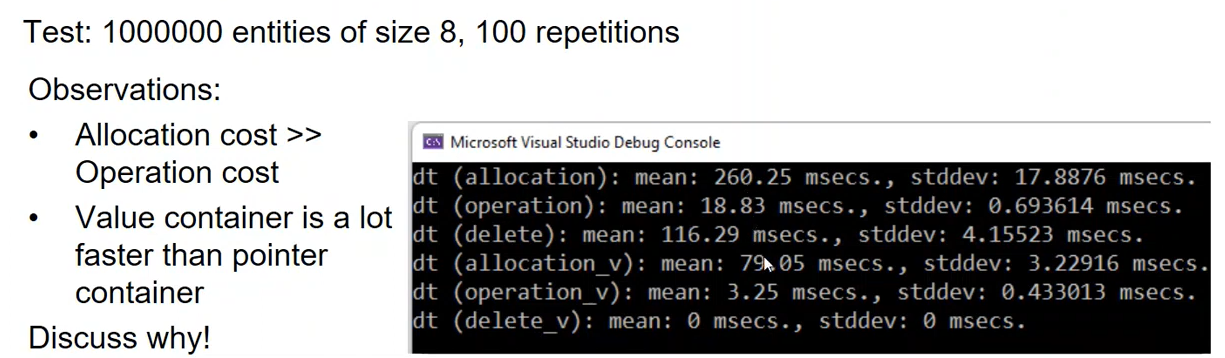 Test: 1000000 entities of size 8, 100 repetitions
Observations:
• Allocation cost >>
Operation cost
• Value container is a lot
faster than pointer
container
Discuss why!
C:\ Microsoft Visual Studio Debug Console
dt (allocation): mean: 260.25 msecs., stddev: 17.8876 msecs.
dt (operation): mean: 18.83 msecs., stddev: 0.693614 msecs.
dt (delete): mean: 116.29 msecs., stddev: 4.15523 msecs.
dt (allocation_v): mean: 79.05 msecs., stddev: 3.22916 msecs.
dt (operation_v): mean: 3.25 msecs., stddev: 0.433013 msecs.
dt (delete_v): mean: 0 msecs., stddev: 0 msecs.